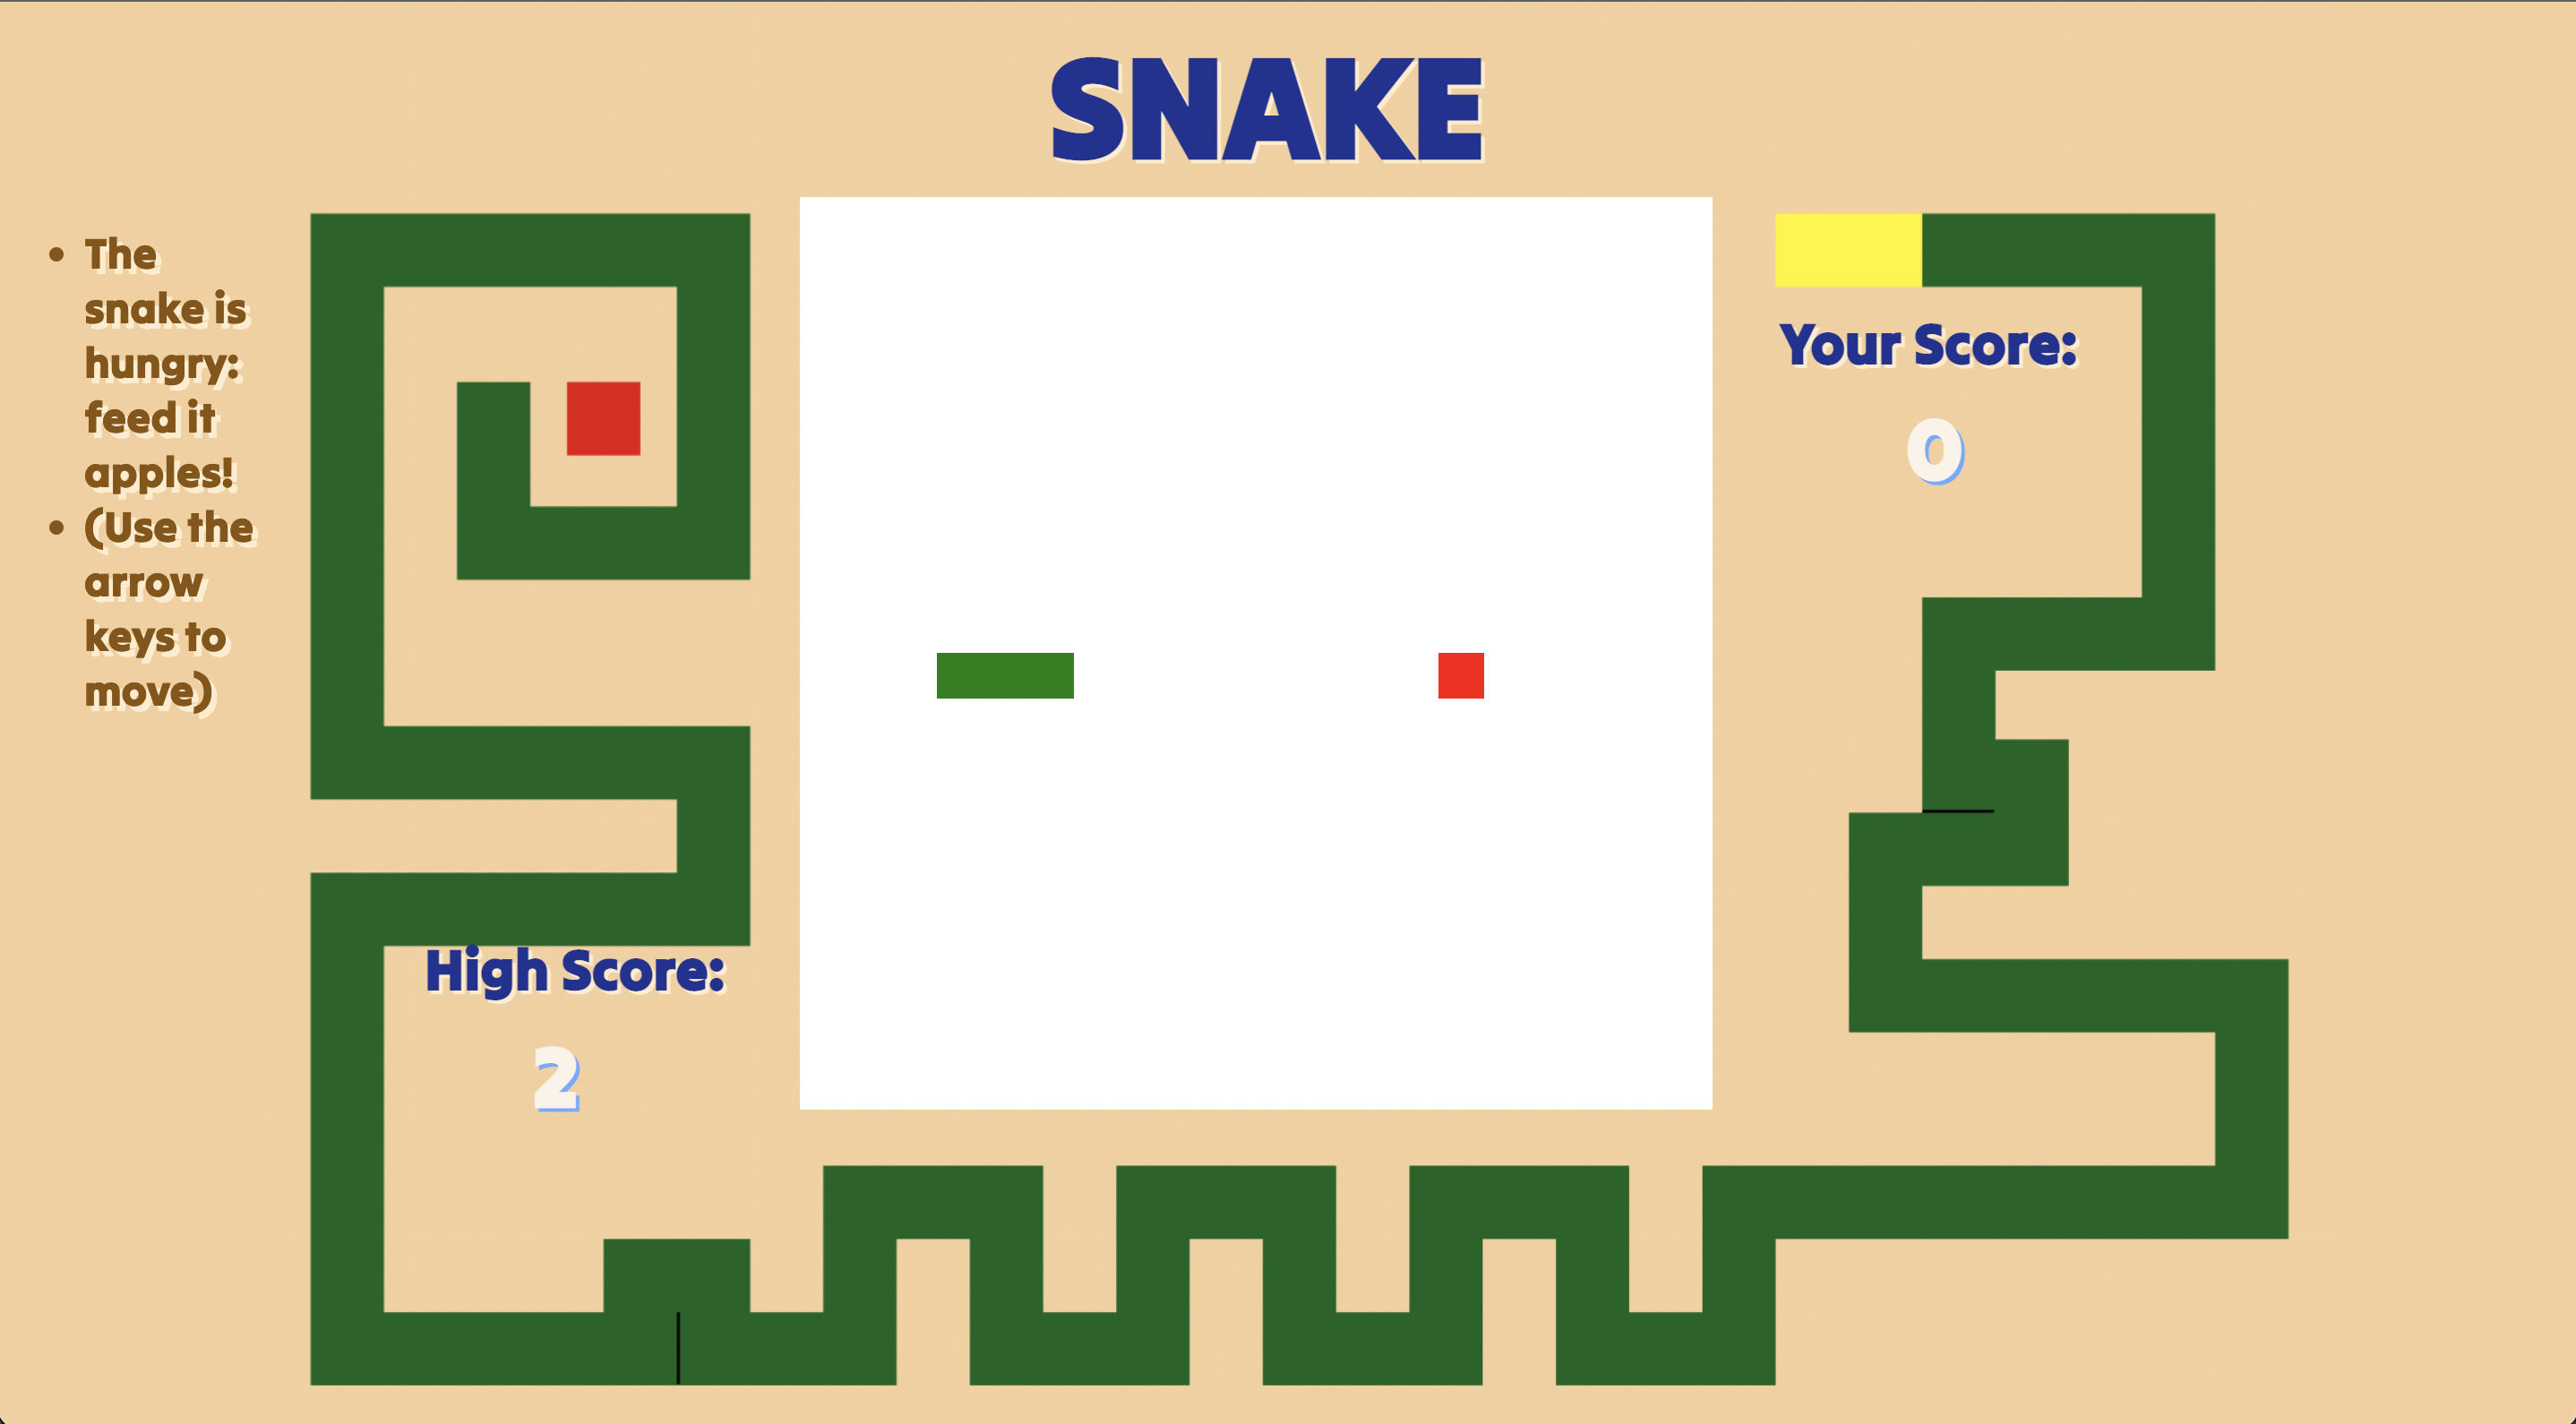 SNAKE
• The
snake is
hungry:
feed it
apples!
• (Use the
arrow
keys to
move)
Your Score:
0
High Score:
2